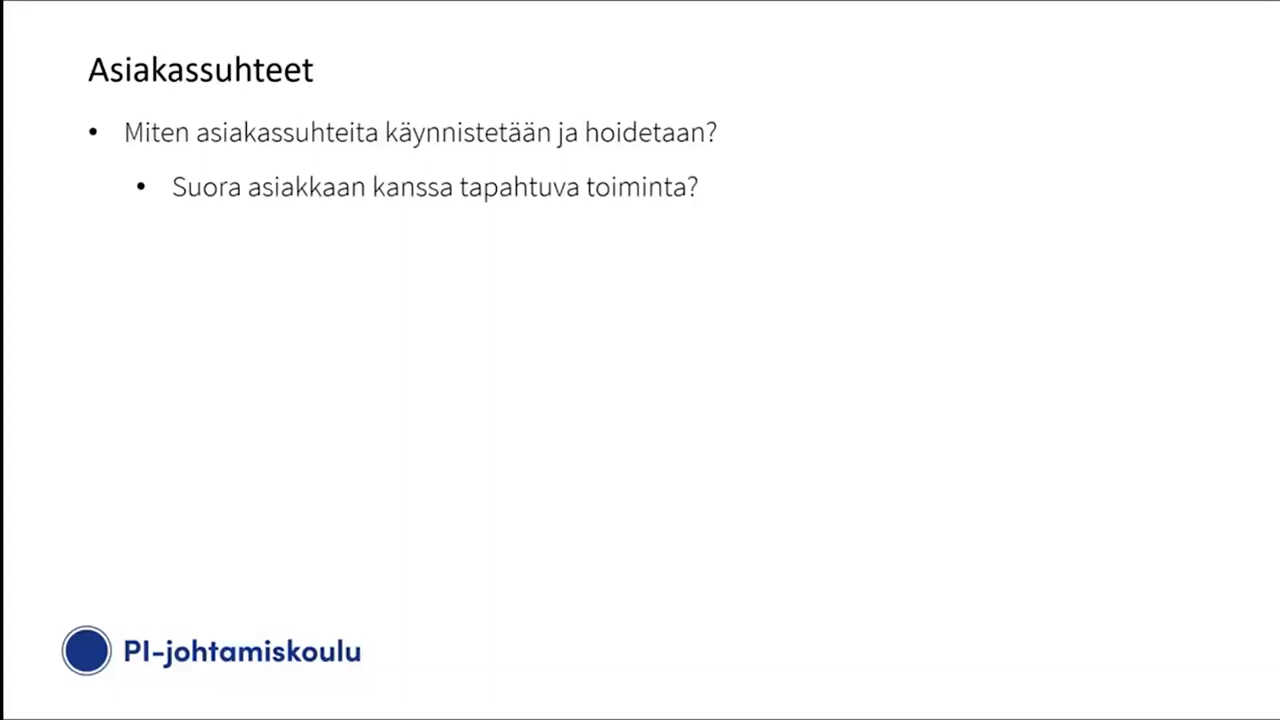 Asiakassuhteet
• Miten asiakassuhteita käynnistetään ja hoidetaan?
• Suora asiakkaan kanssa tapahtuva toiminta?
PI-johtamiskoulu